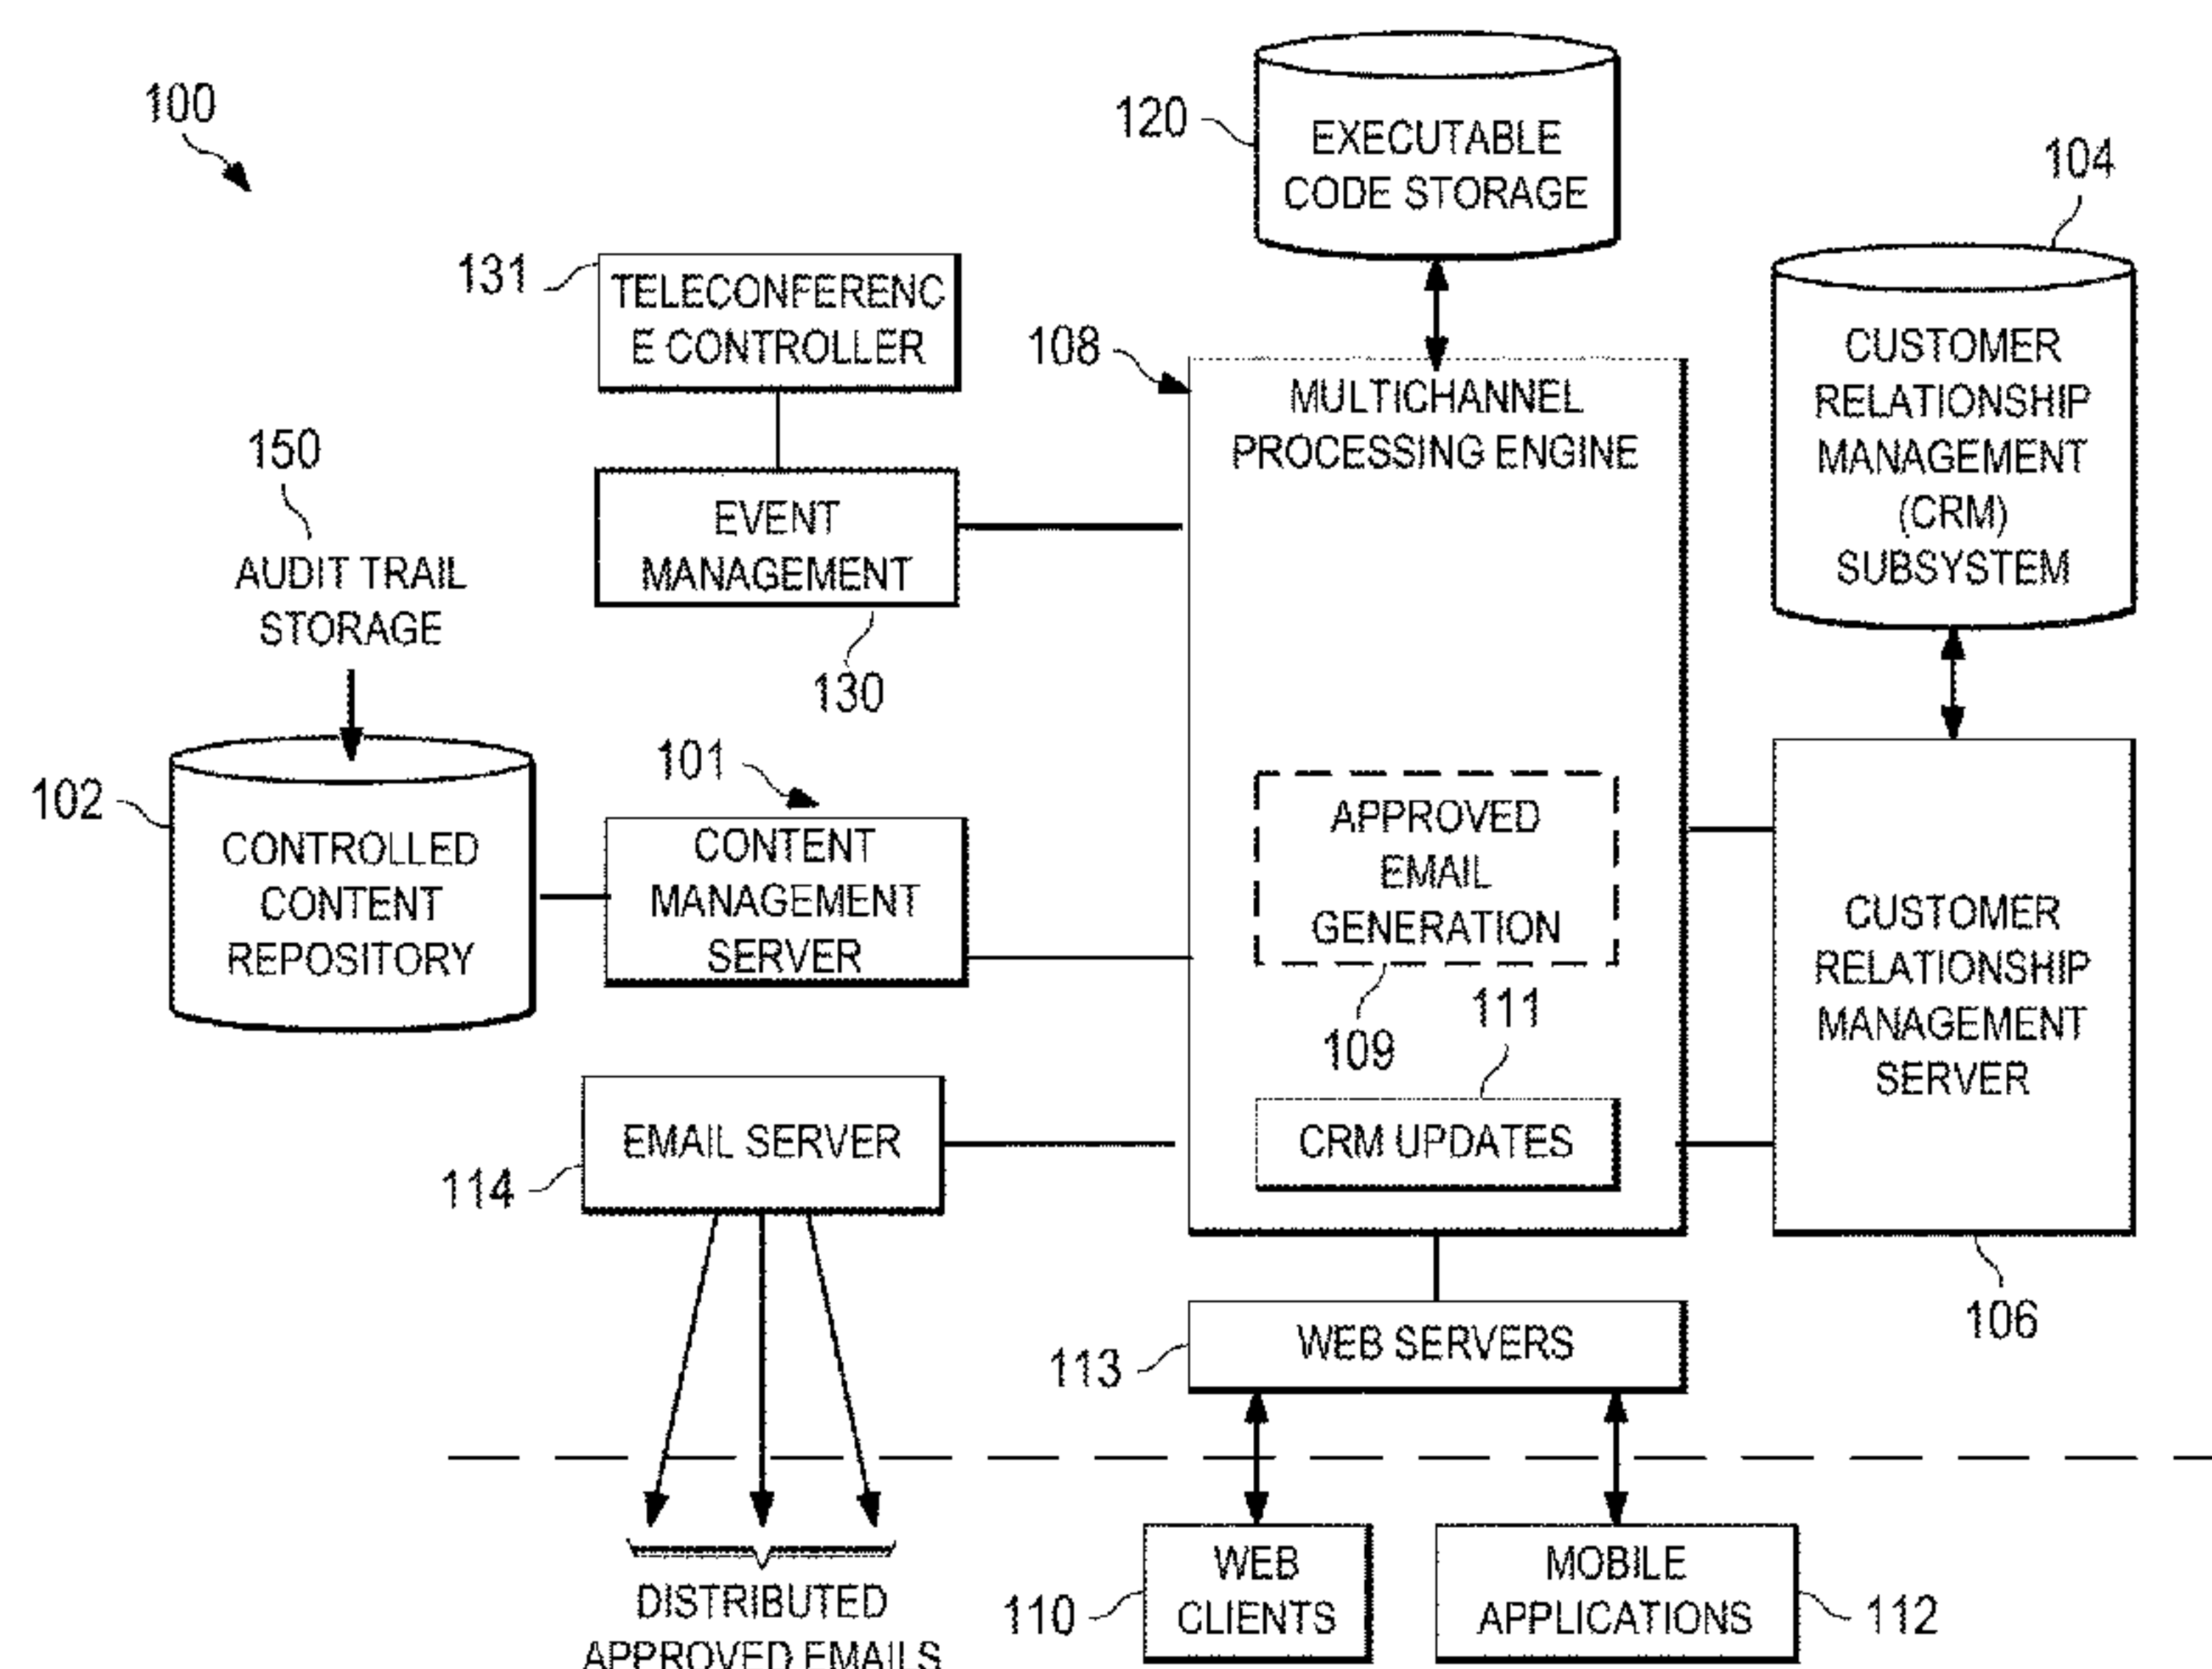 100
120
EXECUTABLE
CODE STORAGE
104
131
TELECONFERENC
E CONTROLLER
108
MULTICHANNEL
PROCESSING ENGINE
CUSTOMER
RELATIONSHIP
MANAGEMENT
(CRM)
SUBSYSTEM
150
AUDIT TRAIL
STORAGE
EVENT
MANAGEMENT
130
102
CONTROLLED
CONTENT
REPOSITORY
101
CONTENT
MANAGEMENT
SERVER
APPROVED
EMAIL
GENERATION
109
111
CRM UPDATES
CUSTOMER
RELATIONSHIP
MANAGEMENT
SERVER
106
EMAIL SERVER
114
WEB SERVERS
113
DISTRIBUTED
APPROVED EMAILS
WEB
CLIENTS
110
MOBILE
APPLICATIONS
112